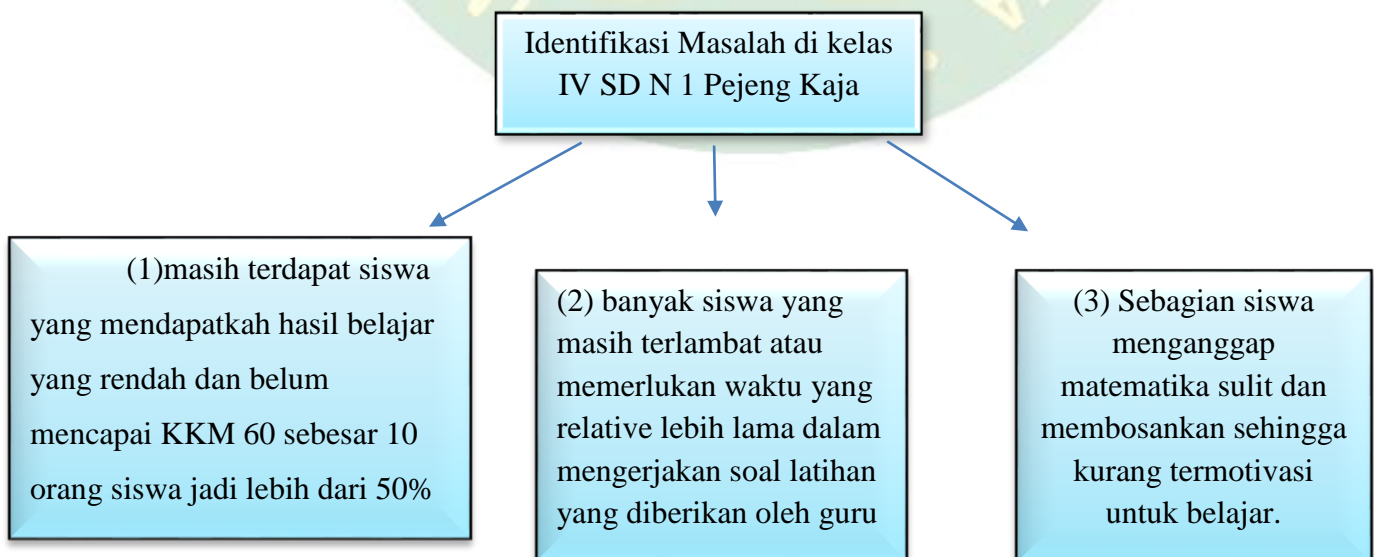 Identifikasi Masalah di kelas
IV SD N 1 Pejeng Kaja
(1)masih terdapat siswa
yang mendapatkah hasil belajar
yang rendah dan belum
mencapai KKM 60 sebesar 10
orang siswa jadi lebih dari 50%
(2) banyak siswa yang
masih terlambat atau
memerlukan waktu yang
relative lebih lama dalam
mengerjakan soal latihan
yang diberikan oleh guru
(3) Sebagian siswa
menganggap
matematika sulit dan
membosankan sehingga
kurang termotivasi
untuk belajar.